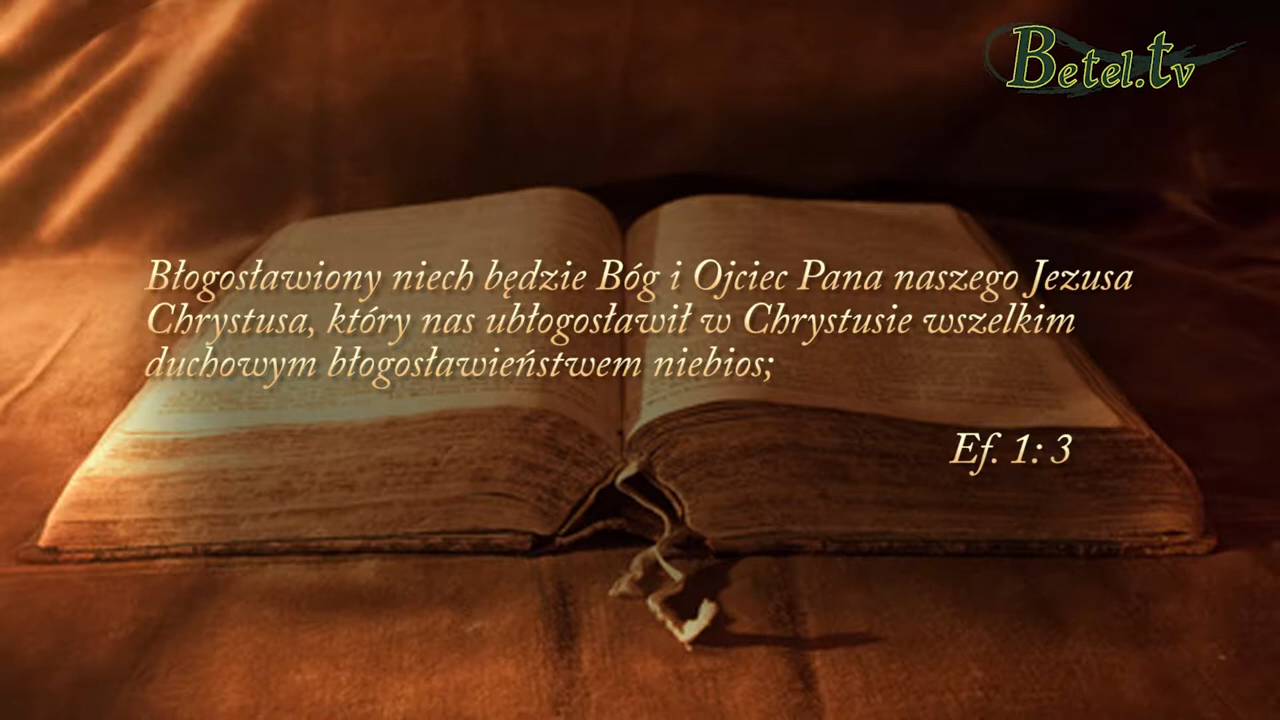 Betel.tv
Błogosławiony niech będzie Bóg i Ojciec Pana naszego Jezusa
Chrystusa, który nas ubłogosławił w Chrystusie wszelkim
duchowym błogosławieństwem niebios;
Ef. 1: 3